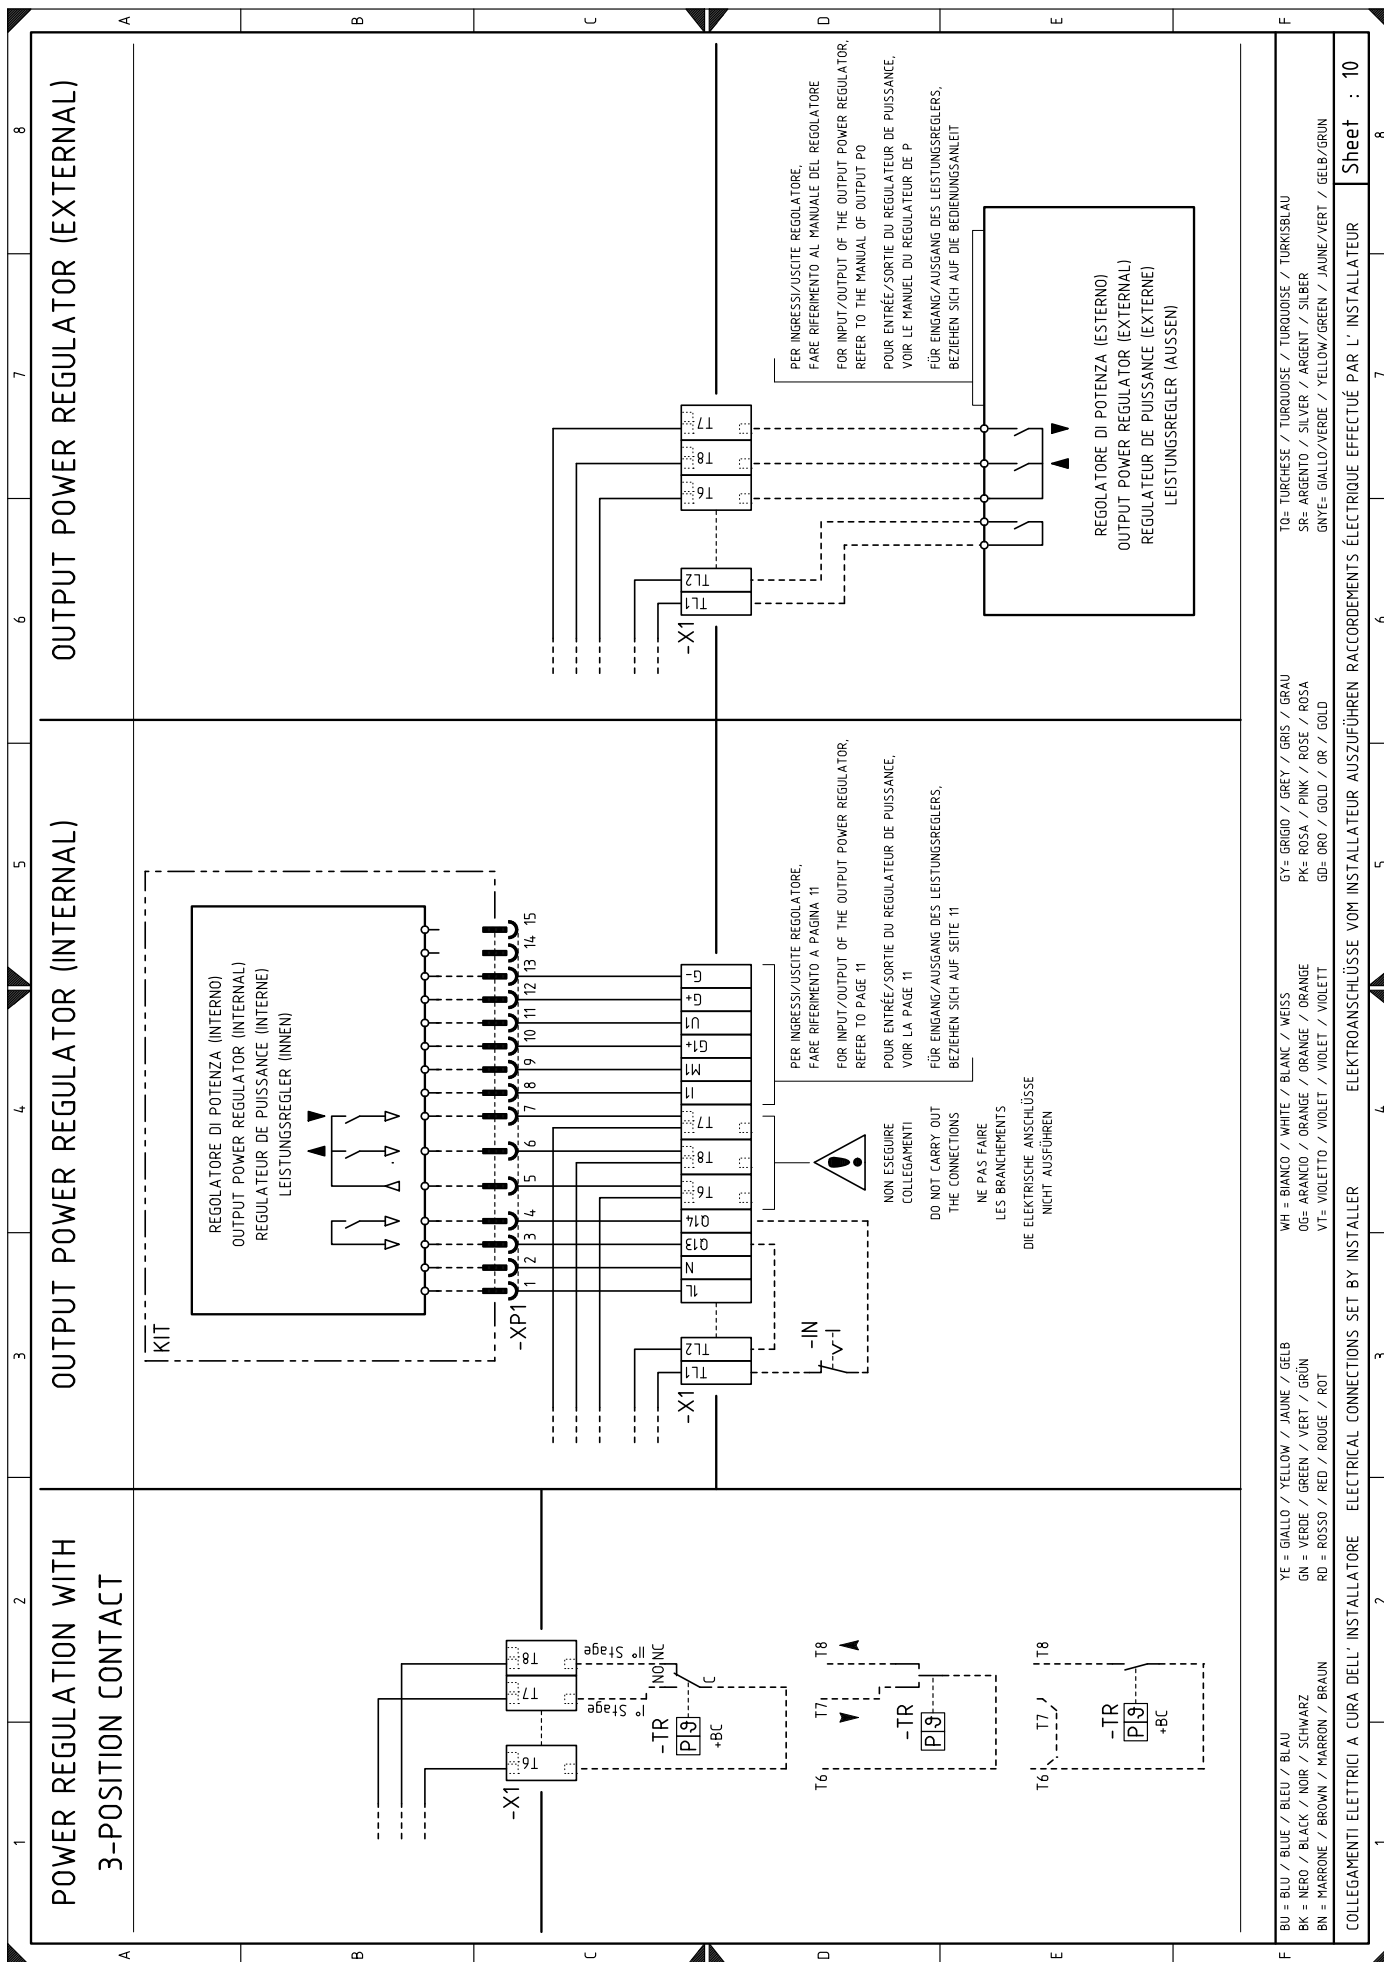 1
2
3
4
5
6
7
8
A
B
C
D
E
F
POWER REGULATION WITH
3-POSITION CONTACT
-X1
T6
T7
T8
I° Stage
II° Stage
NO
NC
C
-TR
P
ϑ
+BC
T6
T7
T8
-TR
P
ϑ
T6
T7
T8
-TR
P
ϑ
+BC
OUTPUT POWER REGULATOR (INTERNAL)
KIT
REGOLATORE DI POTENZA (INTERNO)
OUTPUT POWER REGULATOR (INTERNAL)
REGULATEUR DE PUISSANCE (INTERNE)
LEISTUNGSREGLER (INNEN)
-XP1
1
2
3
4
5
6
7
8
9
10
11
12
13
14
15
-X1
TL1
TL2
1L
N
Q13
Q14
T6
T8
T7
I1
M1
G1+
U1
G+
G-
-IN
NON ESEGUIRE
COLLEGAMENTI
DO NOT CARRY OUT
THE CONNECTIONS
NE PAS FAIRE
LES BRANCHEMENTS
DIE ELEKTRISCHE ANSCHLÜSSE
NICHT AUSFÜHREN
PER INGRESSI/USCITE REGOLATORE,
FARE RIFERIMENTO A PAGINA 11
FOR INPUT/OUTPUT OF THE OUTPUT POWER REGULATOR,
REFER TO PAGE 11
POUR ENTRÉE/SORTIE DU REGULATEUR DE PUISSANCE,
VOIR LA PAGE 11
FÜR EINGANG/AUSGANG DES LEISTUNGSREGLERS,
BEZIEHEN SICH AUF SEITE 11
OUTPUT POWER REGULATOR (EXTERNAL)
-X1
TL1
TL2
T6
T8
T7
PER INGRESSI/USCITE REGOLATORE,
FARE RIFERIMENTO AL MANUALE DEL REGOLATORE
FOR INPUT/OUTPUT OF THE OUTPUT POWER REGULATOR,
REFER TO THE MANUAL OF OUTPUT PO
POUR ENTRÉE/SORTIE DU REGULATEUR DE PUISSANCE,
VOIR LE MANUEL DU REGULATEUR DE P
FÜR EINGANG/AUSGANG DES LEISTUNGSREGLERS,
BEZIEHEN SICH AUF DIE BEDIENUNGSANLEIT
REGOLATORE DI POTENZA (ESTERNO)
OUTPUT POWER REGULATOR (EXTERNAL)
REGULATEUR DE PUISSANCE (EXTERNE)
LEISTUNGSREGLER (AUSSEN)
BU = BLU / BLUE / BLEU / BLAU
BK = NERO / BLACK / NOIR / SCHWARZ
BN = MARRONE / BROWN / MARRON / BRAUN
YE = GIALLO / YELLOW / JAUNE / GELB
GN = VERDE / GREEN / VERT / GRÜN
RD = ROSSO / RED / ROUGE / ROT
WH = BIANCO / WHITE / BLANC / WEISS
OG= ARANCIO / ORANGE / ORANGE / ORANGE
VT= VIOLETTO / VIOLET / VIOLET / VIOLETT
GY= GRIGIO / GREY / GRIS / GRAU
PK= ROSA / PINK / ROSE / ROSA
GD= ORO / GOLD / OR / GOLD
TQ= TURCHESE / TURQUOISE / TURQUOISE / TURKISBLAU
SR= ARGENTO / SILVER / ARGENT / SILBER
GNYE= GIALLO/VERDE / YELLOW/GREEN / JAUNE/VERT / GELB/GRUN
COLLEGAMENTI ELETTRICI A CURA DELL' INSTALLATORE
ELECTRICAL CONNECTIONS SET BY INSTALLER
ELEKTROANSCHLÜSSE VOM INSTALLATEUR AUSZUFÜHREN
RACCORDEMENTS ÉLECTRIQUE EFFECTUÉ PAR L' INSTALLATEUR
Sheet : 10
A
B
C
D
E
F
1
2
3
4
5
6
7
8